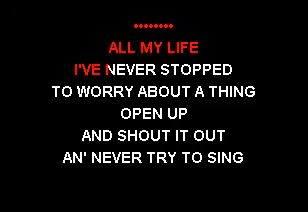 ALL MY LIFE
I'VE NEVER STOPPED
TO WORRY ABOUT A THING
OPEN UP
AND SHOUT IT OUT
AN' NEVER TRY TO SING